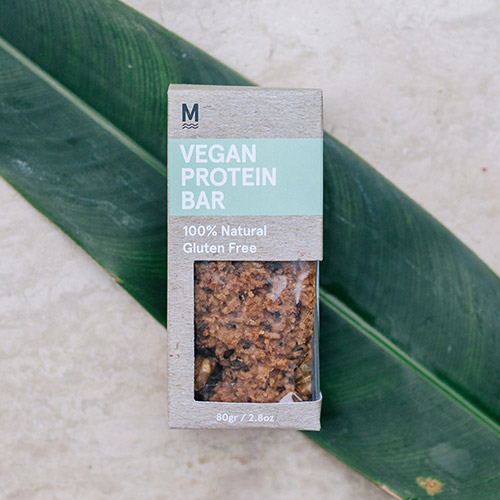 M
VEGAN
PROTEIN
BAR
100% Natural
Gluten Free
80gr / 2.8oz